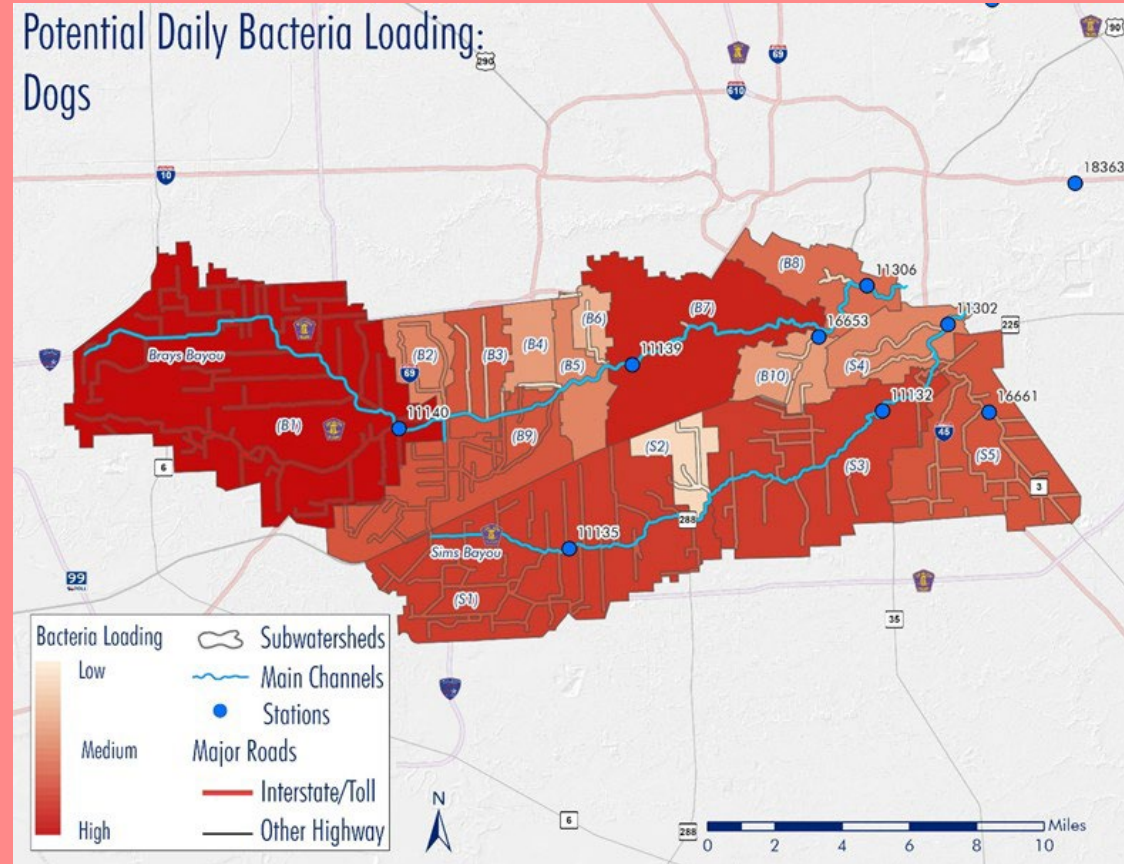 Potential Daily Bacteria Loading:
Dogs
290
69
90
610
10
18363
(B8)
11306
(B6)
(B7)
11302
225
16653
Brays Bayou
(B2)
(B3)
(B4)
(B5)
11139
(S4)
69
(B10)
11132
16661
(B1)
11140
(B9)
45
(S2)
(S3)
(S5)
6
3
288
11135
Sims Bayou
99
(S1)
35
Bacteria Loading
Low
Medium
High
Subwatersheds
Main Channels
Stations
Major Roads
Interstate/Toll
Other Highway
N
6
288
Miles
0 2 4 6 8 10